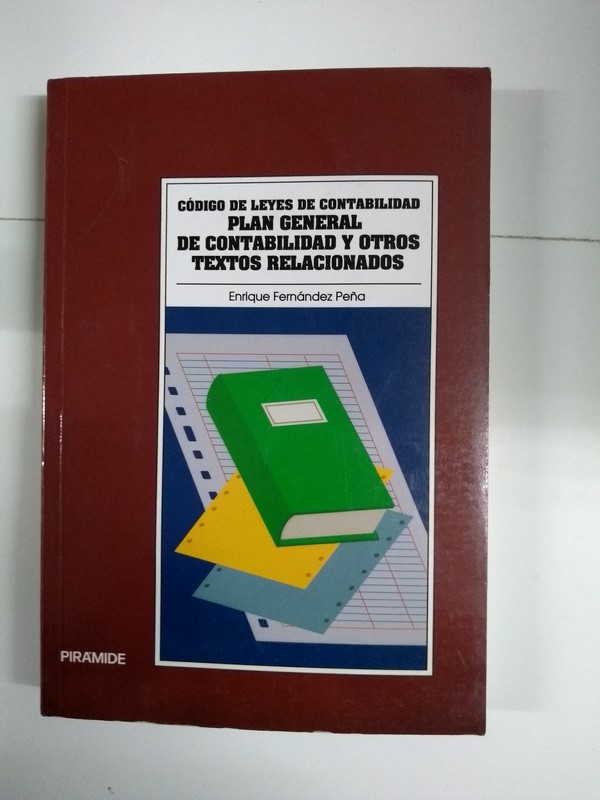 CÓDIGO DE LEYES DE CONTABILIDAD
PLAN GENERAL
DE CONTABILIDAD Y OTROS
TEXTOS RELACIONADOS
Enrique Fernández Peña
PIRÁMIDE